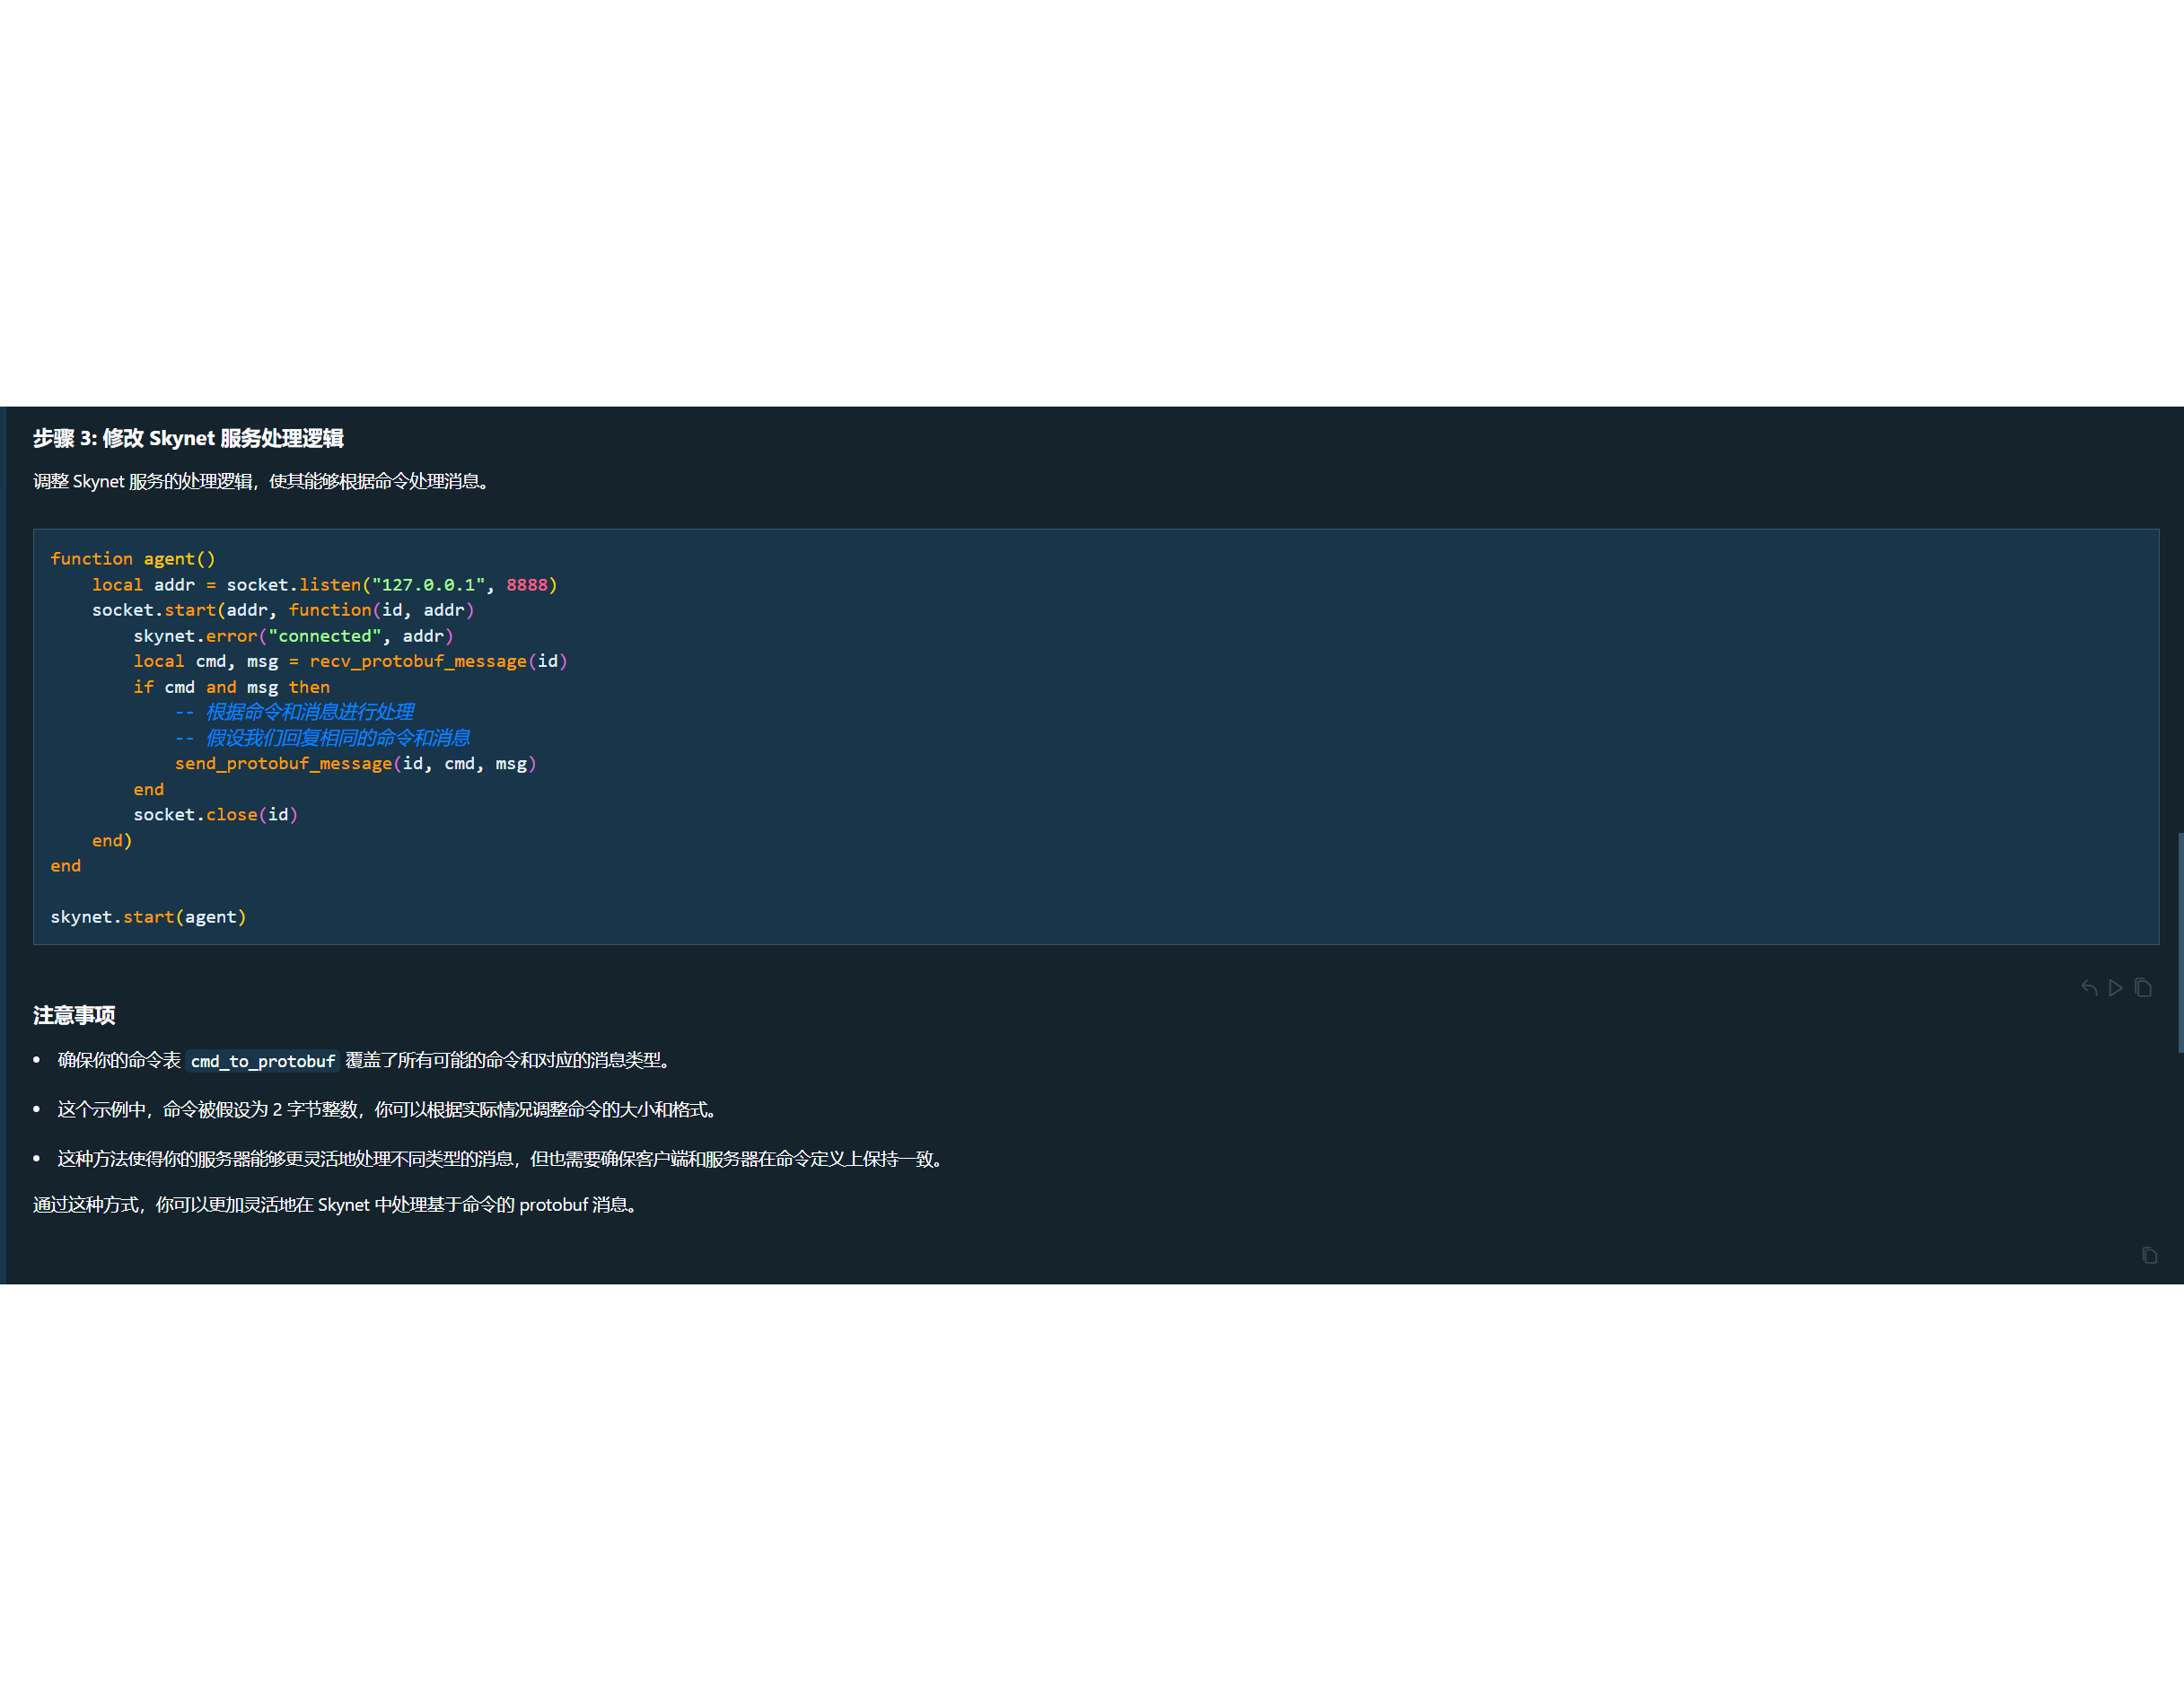 步骤 3: 修改 Skynet 服务处理逻辑
调整 Skynet 服务的处理逻辑，使其能够根据命令处理消息。
function agent()
    local addr = socket.listen("127.0.0.1", 8888)
    socket.start(addr, function(id, addr)
        skynet.error("connected", addr)
        local cmd, msg = recv_protobuf_message(id)
        if cmd and msg then
            -- 根据命令和消息进行处理
            -- 假设我们回复相同的命令和消息
            send_protobuf_message(id, cmd, msg)
        end
        socket.close(id)
    end)
end
skynet.start(agent)
注意事项
• 确保你的命令表 cmd_to_protobuf 覆盖了所有可能的命令和对应的消息类型。
• 这个示例中，命令被假设为 2 字节整数，你可以根据实际情况调整命令的大小和格式。
• 这种方法使得你的服务器能够更灵活地处理不同类型的消息，但也需要确保客户端和服务器在命令定义上保持一致。
通过这种方式，你可以更加灵活地在 Skynet 中处理基于命令的 protobuf 消息。